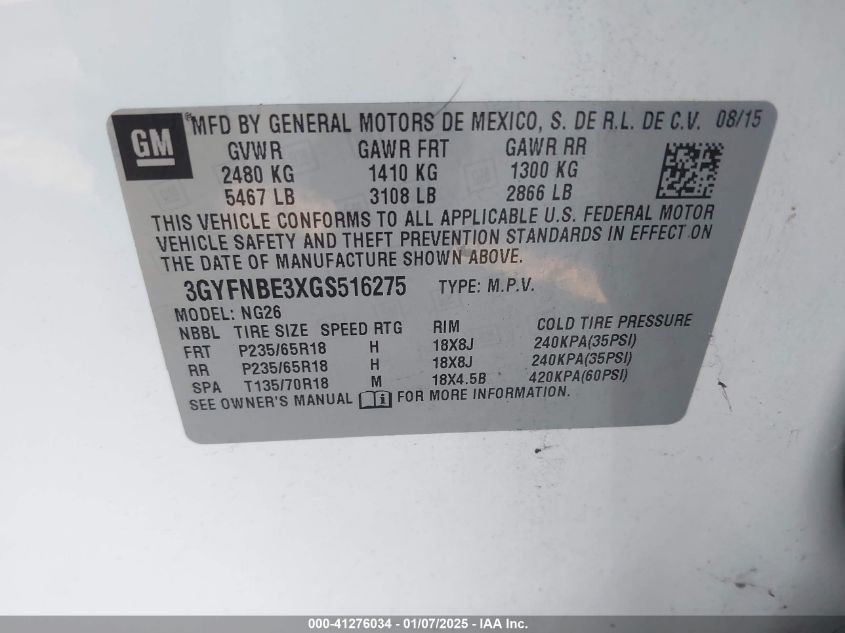 GM ® MFD BY GENERAL MOTORS DE MEXICO, S. DE R.L. DE C.V. 08/15
GVWR GAWR FRT GAWR RR
2480 KG 1410 KG 1300 KG
5467 LB 3108 LB 2866 LB
THIS VEHICLE CONFORMS TO ALL APPLICABLE U.S. FEDERAL MOTOR
VEHICLE SAFETY AND THEFT PREVENTION STANDARDS IN EFFECT ON
THE DATE OF MANUFACTURE SHOWN ABOVE.
3GYFNBE3XGS516275 TYPE: M.P.V.
MODEL: NG26
NBBL TIRE SIZE SPEED RTG RIM COLD TIRE PRESSURE
FRT P235/65R18 H 18X8J 240KPA(35PSI)
RR P235/65R18 H 18X8J 240KPA(35PSI)
SPA T135/70R18 M 18X4.5B 420KPA(60PSI)
SEE OWNER'S MANUAL i FOR MORE INFORMATION.
000-41276034 - 01/07/2025 - IAA Inc.